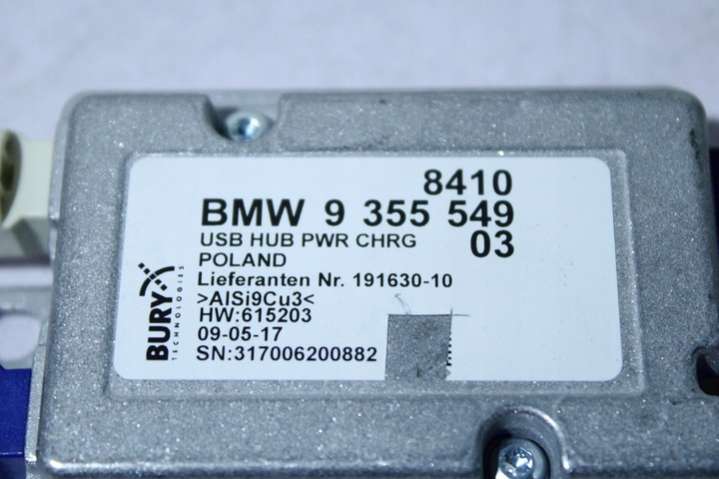 8410
BMW 9 355 549
USB HUB PWR CHRG 03
POLAND
Lieferanten Nr. 191630-10
>AlSi9Cu3<
HW:615203
09-05-17
SN:317006200882
BURY
TECHNOLOGIES